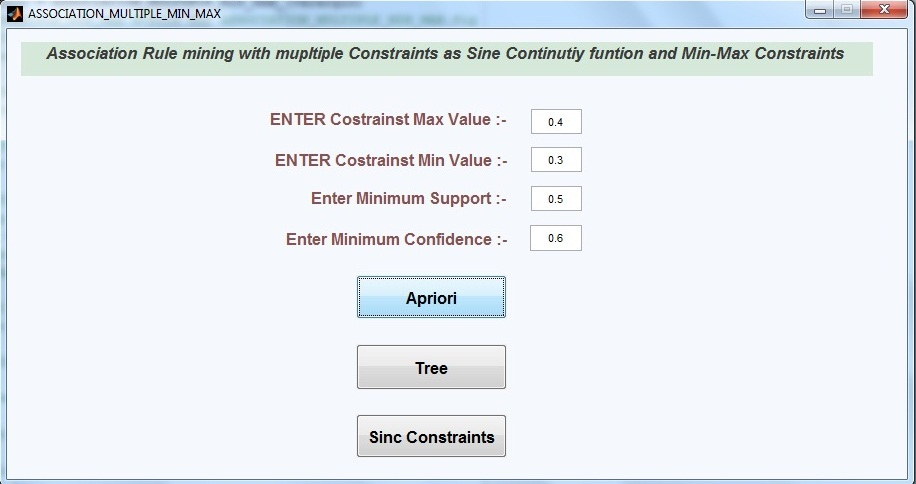 ASSOCIATION_MULTIPLE_MIN_MAX
Association Rule mining with mupltiple Constraints as Sine Continutiy funtion and Min-Max Constraints
ENTER Costrainst Max Value :- 0.4
ENTER Costrainst Min Value :- 0.3
Enter Minimum Support :- 0.5
Enter Minimum Confidence :- 0.6
Apriori
Tree
Sinc Constraints